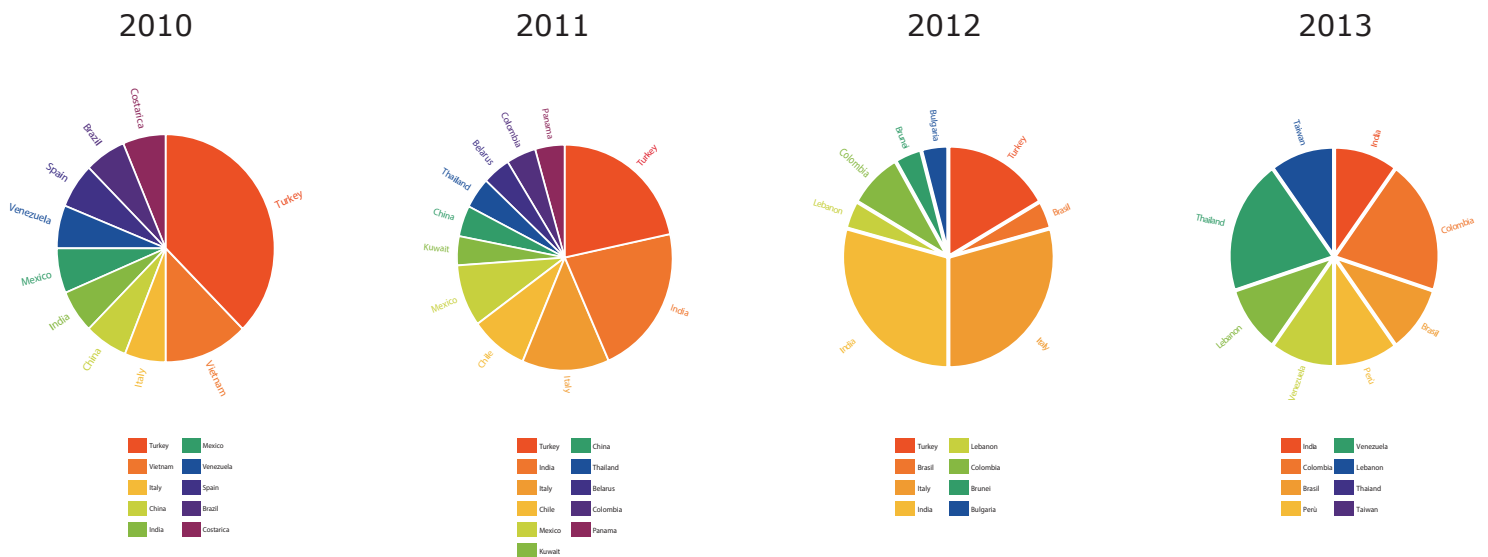 2010
2011
2012
2013
Costarica
Brazil
Spain
Venezuela
Mexico
India
China
Italy
Vietnam
Turkey
Panama
Colombia
Belarus
Thailand
China
Kuwait
Mexico
Chile
Italy
India
Turkey
Bulgaria
Brunei
Colombia
Lebanon
India
Italy
Brasil
Turkey
Taiwan
India
Thailand
Colombia
Lebanon
Brasil
Venezuela
Perù
Turkey Mexico
Vietnam Venezuela
Italy Spain
China Brazil
India Costarica
Turkey China
India Thailand
Italy Belarus
Chile Colombia
Mexico Panama
Kuwait
Turkey Lebanon
Brasil Colombia
Italy Brunei
India Bulgaria
India Venezuela
Colombia Lebanon
Brasil Thaiand
Perù Taiwan